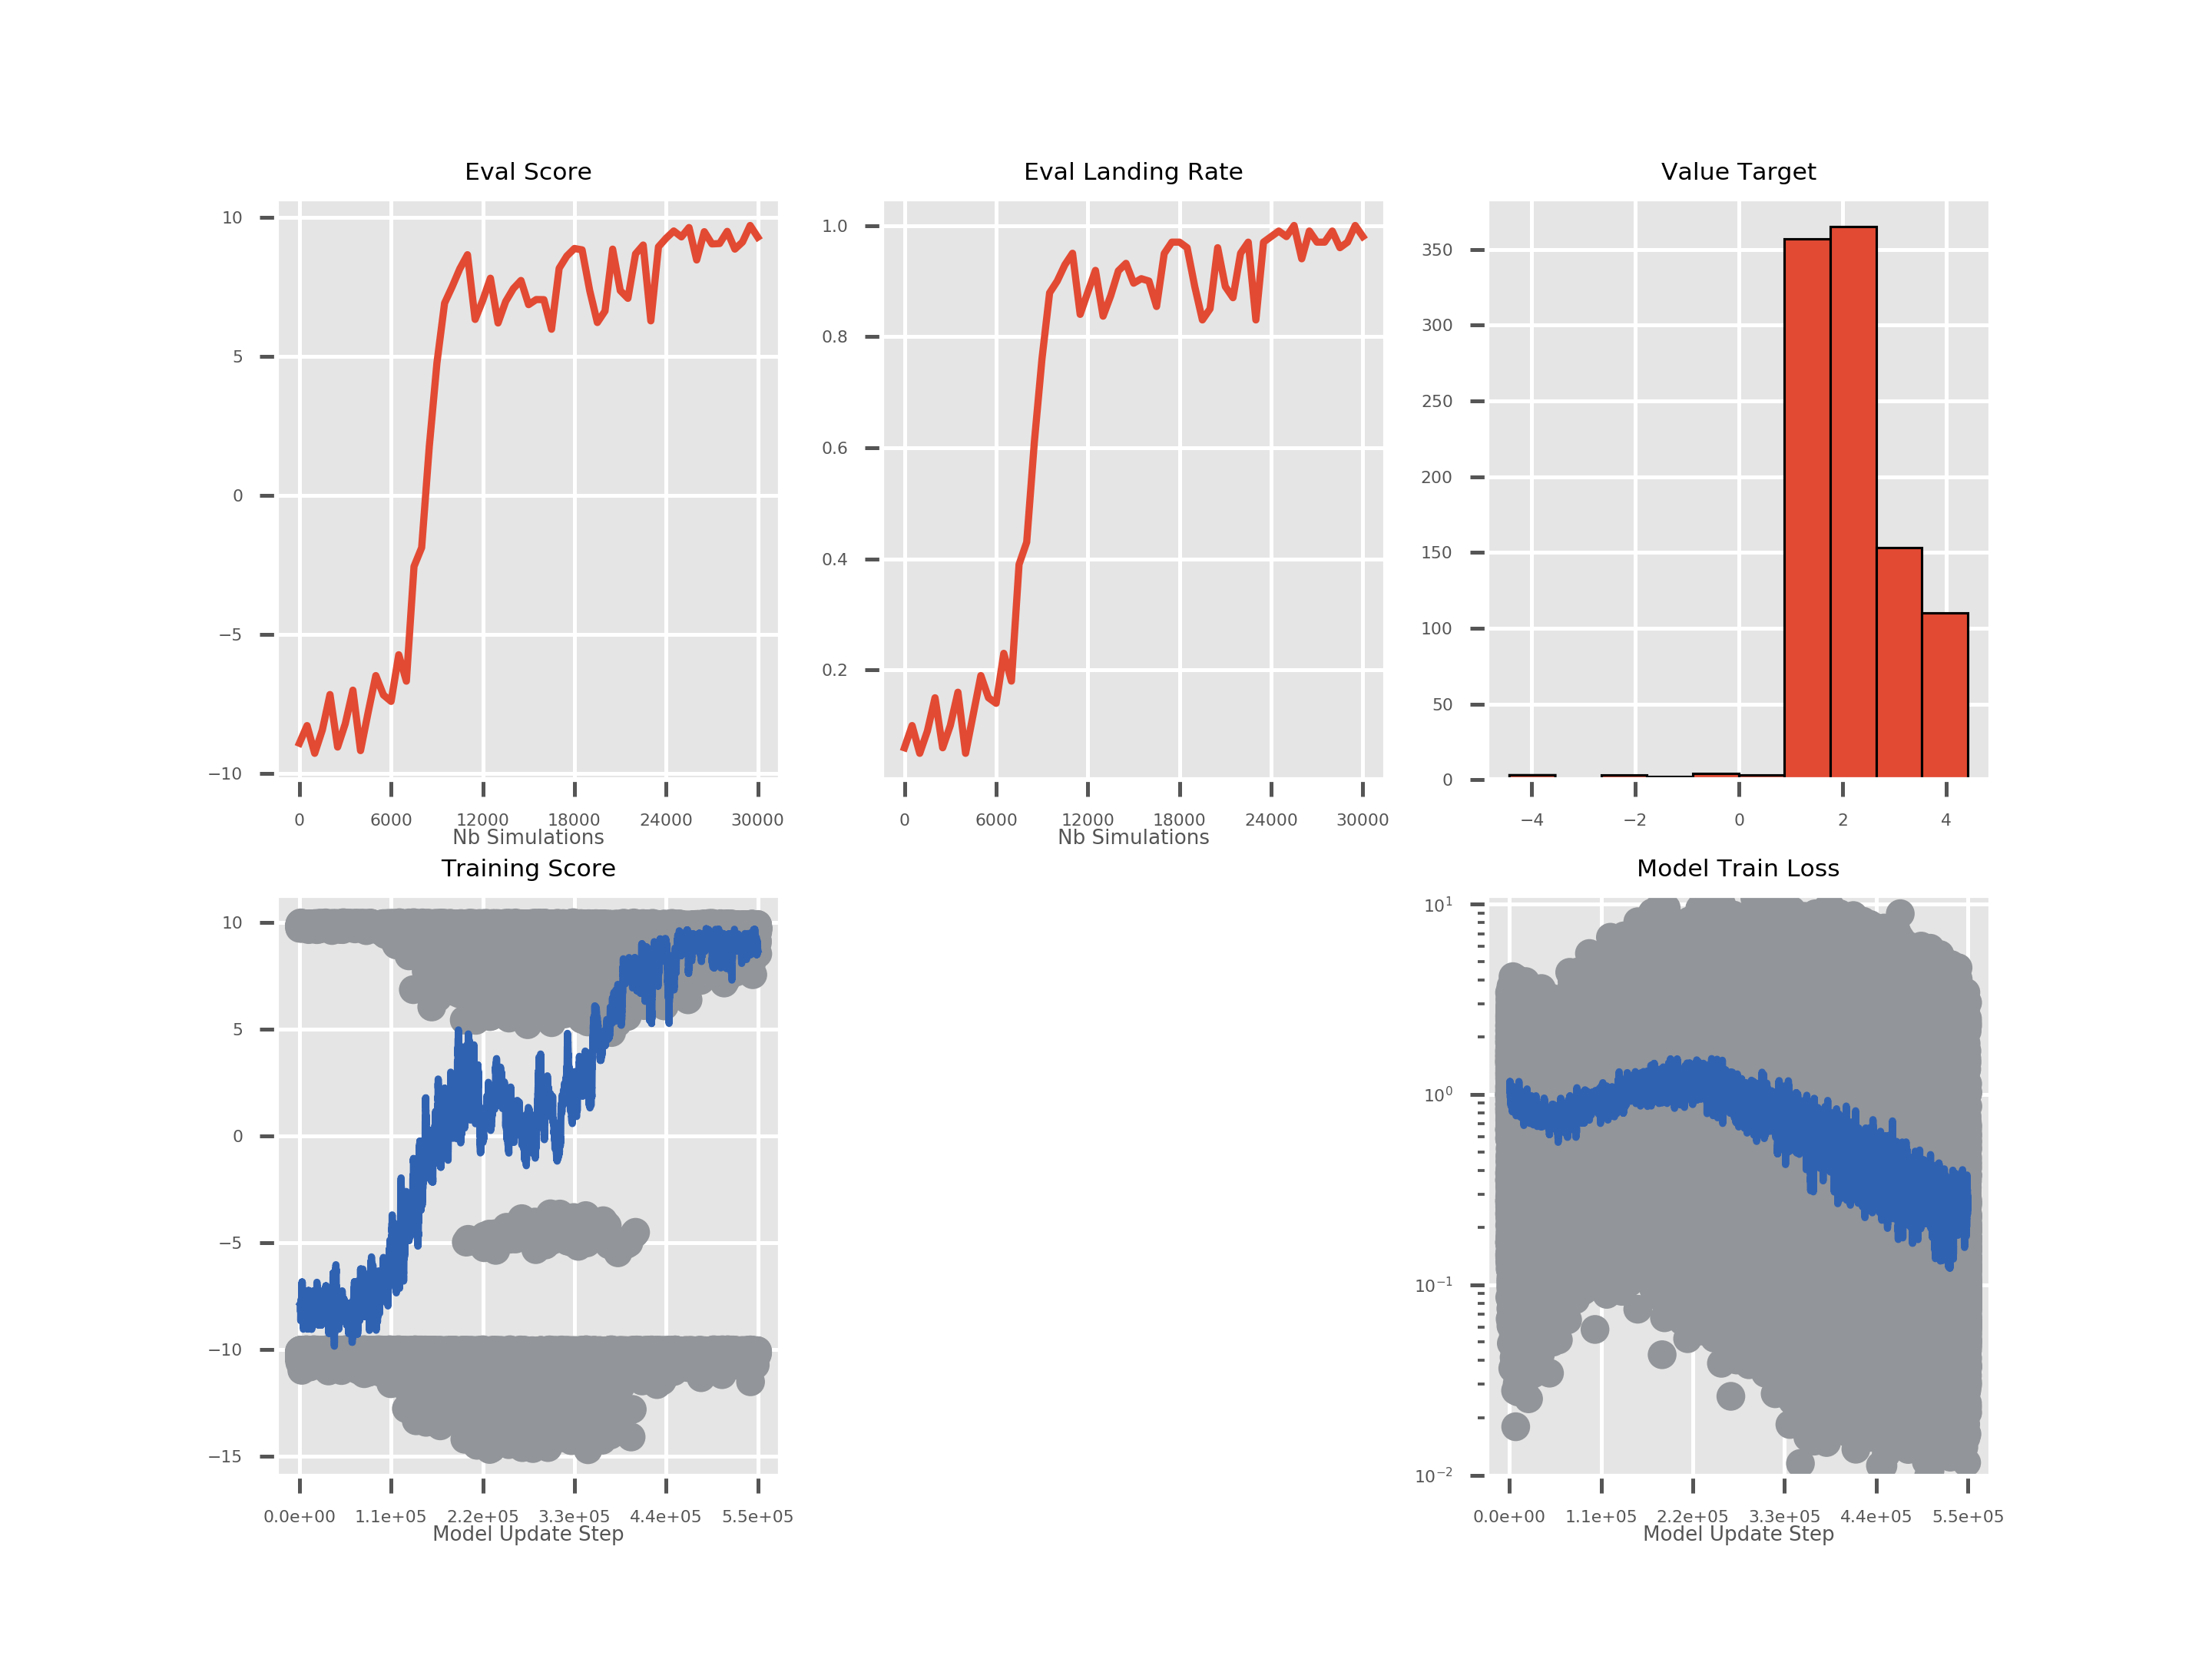 Eval Score
10
5
0
−5
−10
0 6000 12000 18000 24000 30000
Nb Simulations
Eval Landing Rate
1.0
0.8
0.6
0.4
0.2
0 6000 12000 18000 24000 30000
Nb Simulations
Value Target
350
300
250
200
150
100
50
0
−4 −2 0 2 4
Training Score
10
5
0
−5
−10
−15
0.0e+00 1.1e+05 2.2e+05 3.3e+05 4.4e+05 5.5e+05
Model Update Step
Model Train Loss
10¹
10⁰
10⁻¹
10⁻²
0.0e+00 1.1e+05 2.2e+05 3.3e+05 4.4e+05 5.5e+05
Model Update Step